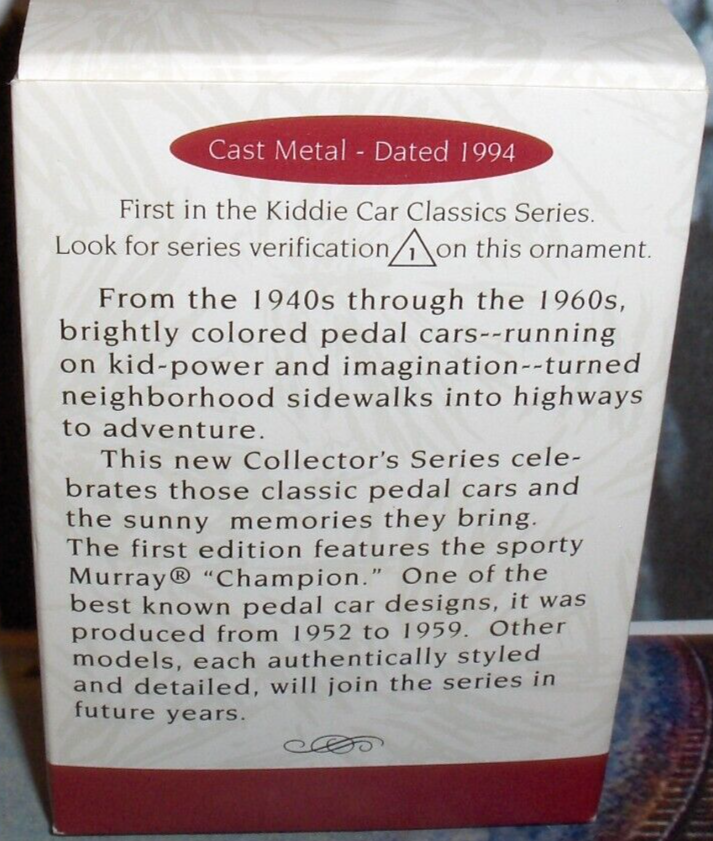 Cast Metal - Dated 1994
First in the Kiddie Car Classics Series.
Look for series verification 1 on this ornament.
From the 1940s through the 1960s,
brightly colored pedal cars--running
on kid-power and imagination--turned
neighborhood sidewalks into highways
to adventure.
This new Collector's Series cele-
brates those classic pedal cars and
the sunny memories they bring.
The first edition features the sporty
Murray® "Champion." One of the
best known pedal car designs, it was
produced from 1952 to 1959. Other
models, each authentically styled
and detailed, will join the series in
future years.